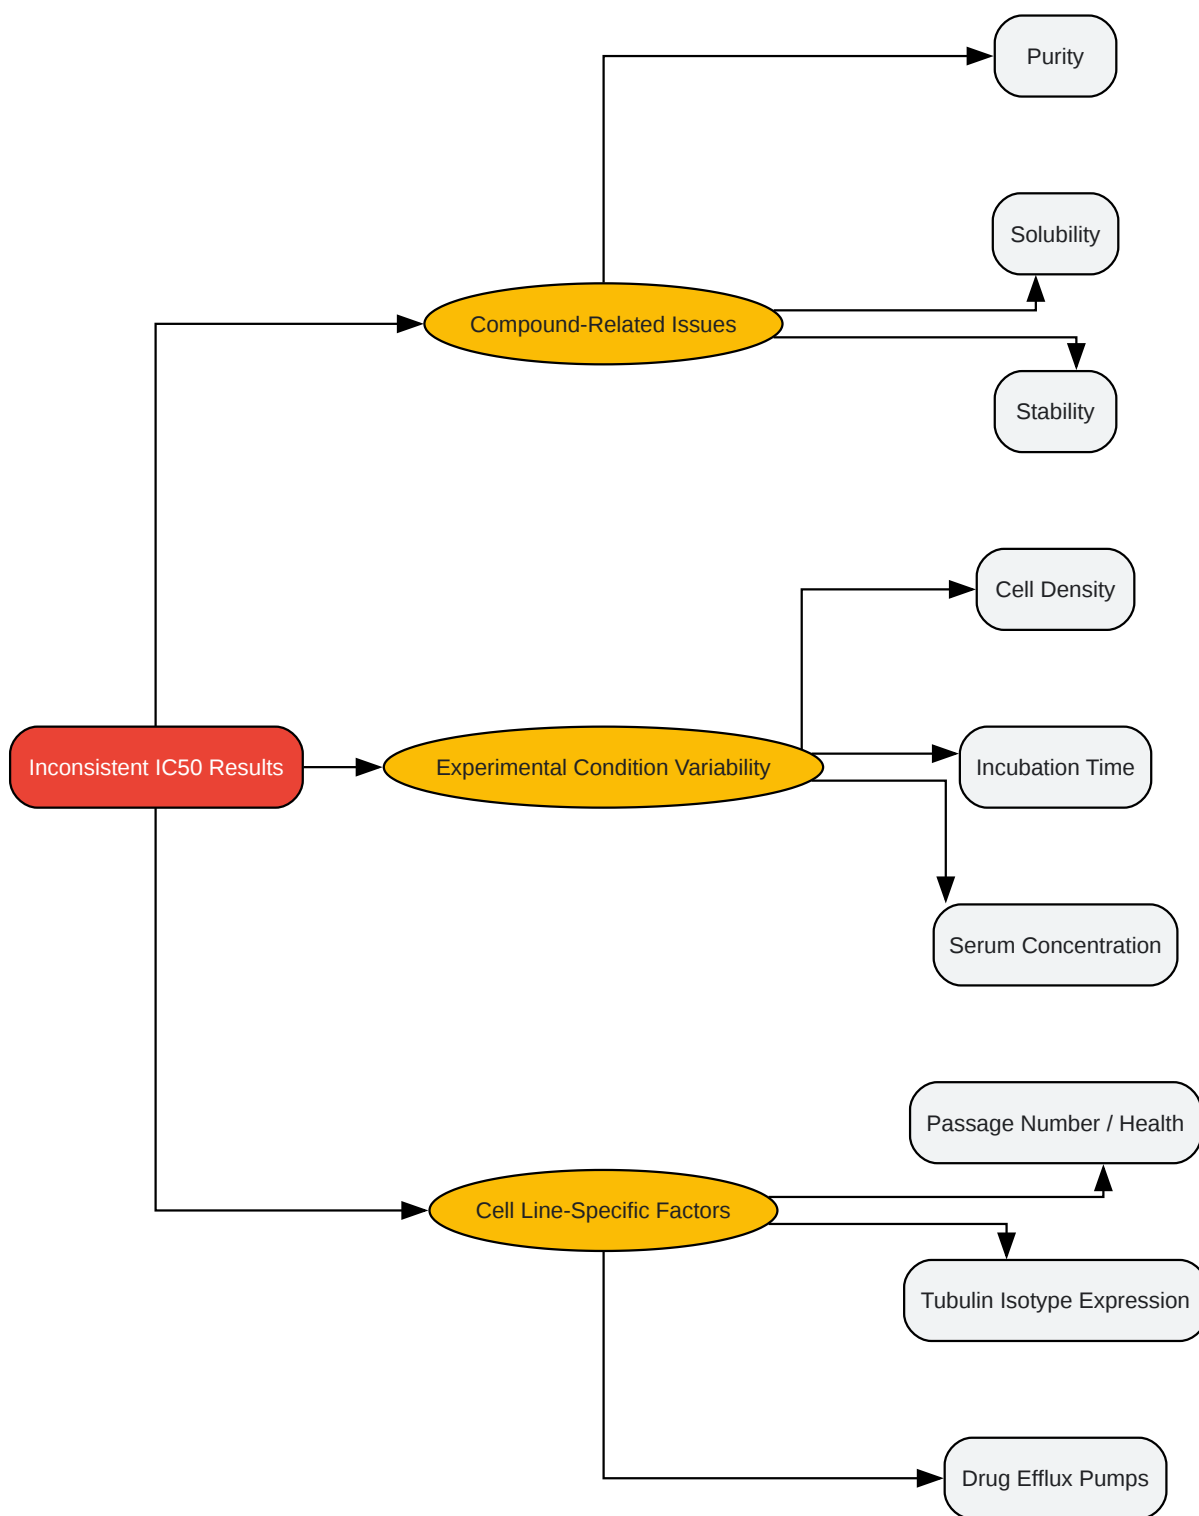 Purity
Solubility
Compound-Related Issues
Stability
Cell Density
Inconsistent IC50 Results
Experimental Condition Variability
Incubation Time
Serum Concentration
Passage Number / Health
Cell Line-Specific Factors
Tubulin Isotype Expression
Drug Efflux Pumps